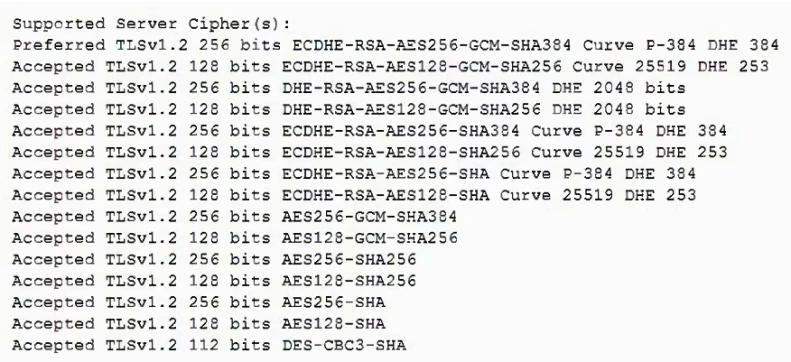 Supported Server Cipher(s):
Preferred TLSv1.2 256 bits ECDHE-RSA-AES256-GCM-SHA384 Curve P-384 DHE 384
Accepted TLSv1.2 128 bits ECDHE-RSA-AES128-GCM-SHA256 Curve 25519 DHE 253
Accepted TLSv1.2 256 bits DHE-RSA-AES256-GCM-SHA384 DHE 2048 bits
Accepted TLSv1.2 128 bits DHE-RSA-AES128-GCM-SHA256 DHE 2048 bits
Accepted TLSv1.2 256 bits ECDHE-RSA-AES256-SHA384 Curve P-384 DHE 384
Accepted TLSv1.2 128 bits ECDHE-RSA-AES128-SHA256 Curve 25519 DHE 253
Accepted TLSv1.2 256 bits ECDHE-RSA-AES256-SHA Curve P-384 DHE 384
Accepted TLSv1.2 128 bits ECDHE-RSA-AES128-SHA Curve 25519 DHE 253
Accepted TLSv1.2 256 bits AES256-GCM-SHA384
Accepted TLSv1.2 128 bits AES128-GCM-SHA256
Accepted TLSv1.2 256 bits AES256-SHA256
Accepted TLSv1.2 128 bits AES128-SHA256
Accepted TLSv1.2 256 bits AES256-SHA
Accepted TLSv1.2 128 bits AES128-SHA
Accepted TLSv1.2 112 bits DES-CBC3-SHA